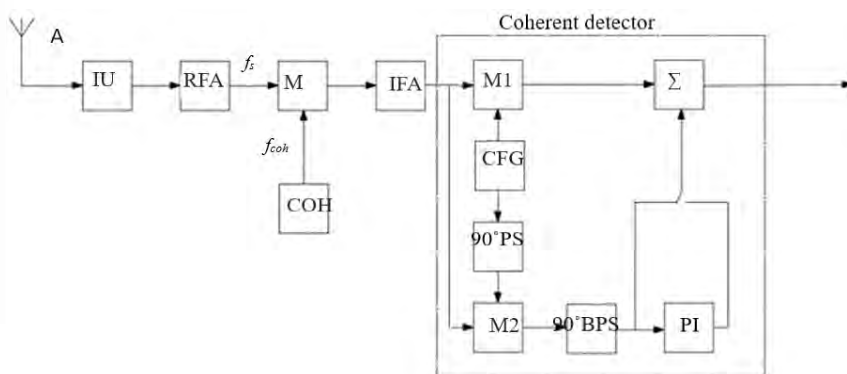 Coherent detector
A
IU
RFA
fs
M
IFA
M1
Σ
fcoh
CFG
COH
90°PS
M2
90°BPS
PI